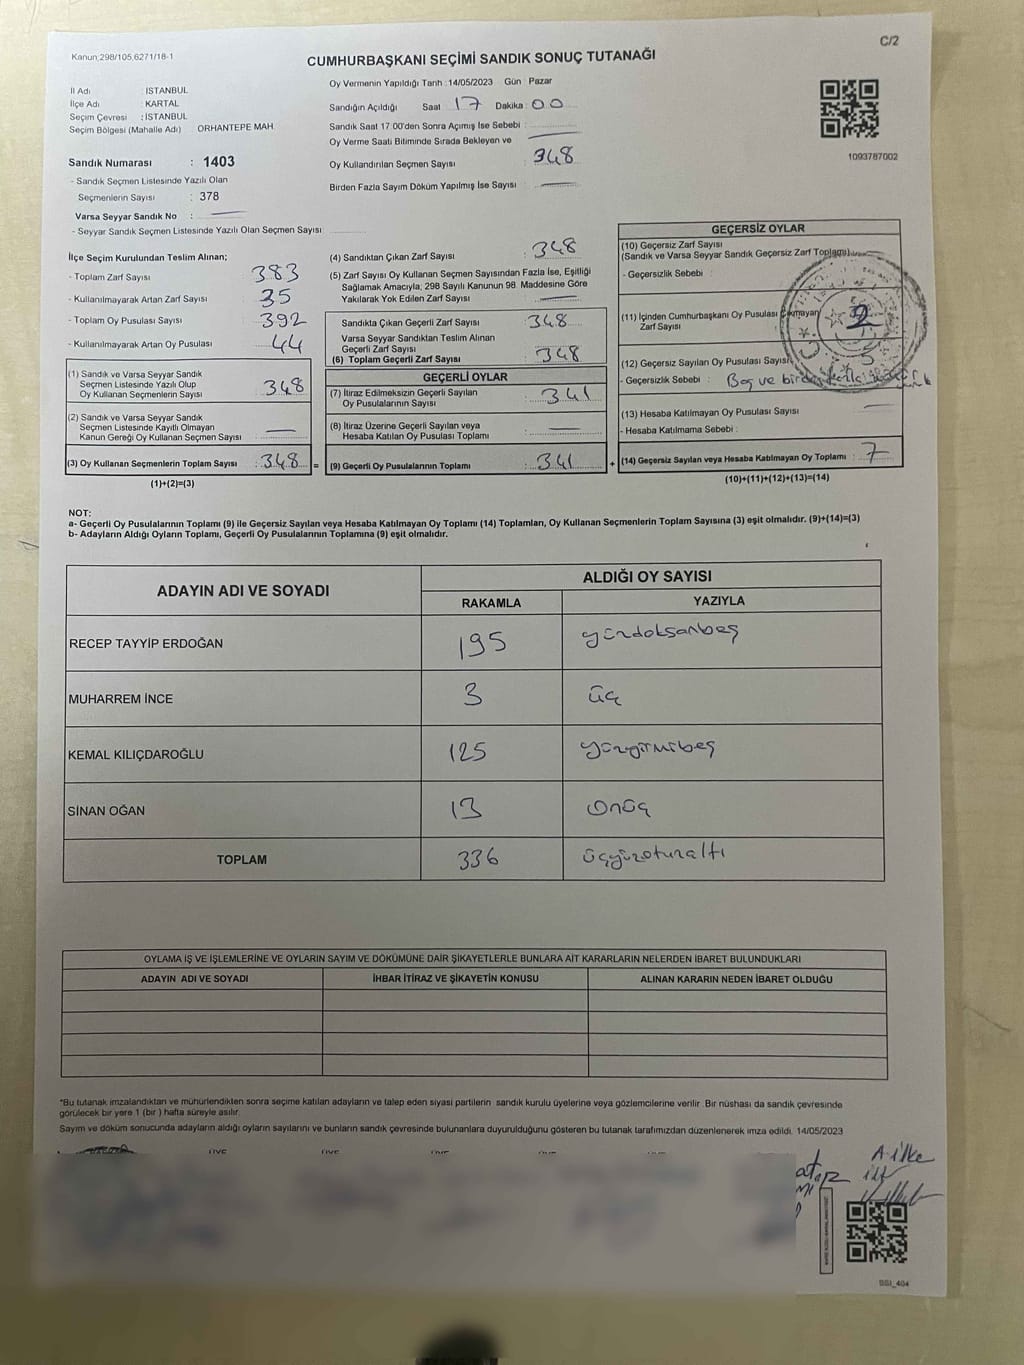 C/2
Kanun;298/105,6271/18-1
CUMHURBAŞKANI SEÇİMİ SANDIK SONUÇ TUTANAĞI
İl Adı : İSTANBUL
İlçe Adı : KARTAL
Seçim Çevresi : İSTANBUL
Seçim Bölgesi (Mahalle Adı) ORHANTEPE MAH.
Sandık Numarası : 1403
- Sandık Seçmen Listesinde Yazılı Olan
Seçmenlerin Sayısı : 378
Varsa Seyyar Sandık No :
- Seyyar Sandık Seçmen Listesinde Yazılı Olan Seçmen Sayısı :
Oy Vermenin Yapıldığı Tarih :14/05/2023 Gün : Pazar
Sandığın Açıldığı Saat 17 Dakika : 00
Sandık Saat 17.00'den Sonra Açımış İse Sebebi :
Oy Verme Saati Bitiminde Sırada Bekleyen ve
Oy Kullandırılan Seçmen Sayısı : 348
Birden Fazla Sayım Döküm Yapılmış İse Sayısı :
1093787002
İlçe Seçim Kurulundan Teslim Alınan;
- Toplam Zarf Sayısı 383
- Kullanılmayarak Artan Zarf Sayısı 35
- Toplam Oy Pusulası Sayısı 392
- Kullanılmayarak Artan Oy Pusulası 44
(1) Sandık ve Varsa Seyyar Sandık
Seçmen Listesinde Yazılı Olup
Oy Kullanan Seçmenlerin Sayısı 348
(2) Sandık ve Varsa Seyyar Sandık
Seçmen Listesinde Kayıtlı Olmayan
Kanun Gereği Oy Kullanan Seçmen Sayısı
(3) Oy Kullanan Seçmenlerin Toplam Sayısı : 348 =
(1)+(2)=(3)
(4) Sandıktan Çıkan Zarf Sayısı : 348
(5) Zarf Sayısı Oy Kullanan Seçmen Sayısından Fazla İse, Eşitliği
Sağlamak Amacıyla; 298 Sayılı Kanunun 98. Maddesine Göre
Yakılarak Yok Edilen Zarf Sayısı
Sandıkta Çıkan Geçerli Zarf Sayısı : 348
Varsa Seyyar Sandıktan Teslim Alınan
Geçerli Zarf Sayısı
(6) Toplam Geçerli Zarf Sayısı : 348
GEÇERLİ OYLAR
(7) İtiraz Edilmeksizin Geçerli Sayılan
Oy Pusulalarının Sayısı : 341
(8) İtiraz Üzerine Geçerli Sayılan veya
Hesaba Katılan Oy Pusulası Toplamı
(9) Geçerli Oy Pusulalarının Toplamı : 341 +
GEÇERSİZ OYLAR
(10) Geçersiz Zarf Sayısı
(Sandık ve Varsa Seyyar Sandık Geçersiz Zarf Toplamı)
- Geçersizlik Sebebi :
(11) İçinden Cumhurbaşkanı Oy Pusulası Çıkmayan 2
Zarf Sayısı
(12) Geçersiz Sayılan Oy Pusulası Sayısı 5
- Geçersizlik Sebebi : Boş ve birden fazla
(13) Hesaba Katılmayan Oy Pusulası Sayısı
- Hesaba Katılmama Sebebi :
(14) Geçersiz Sayılan veya Hesaba Katılmayan Oy Toplamı : 7
(10)+(11)+(12)+(13)=(14)
NOT:
a- Geçerli Oy Pusulalarının Toplamı (9) ile Geçersiz Sayılan veya Hesaba Katılmayan Oy Toplamı (14) Toplamları, Oy Kullanan Seçmenlerin Toplam Sayısına (3) eşit olmalıdır. (9)+(14)=(3)
b- Adayların Aldığı Oyların Toplamı, Geçerli Oy Pusulalarının Toplamına (9) eşit olmalıdır.
ADAYIN ADI VE SOYADI
ALDIĞI OY SAYISI
RAKAMLA YAZIYLA
RECEP TAYYİP ERDOĞAN 195 yüzdoksanbeş
MUHARREM İNCE 3 üç
KEMAL KILIÇDAROĞLU 125 yüzyirmibeş
SİNAN OĞAN 13 onüç
TOPLAM 336 üçyüzotuzaltı
OYLAMA İŞ VE İŞLEMLERİNE VE OYLARIN SAYIM VE DÖKÜMÜNE DAİR ŞİKAYETLERLE BUNLARA AİT KARARLARIN NELERDEN İBARET BULUNDUKLARI
ADAYIN ADI VE SOYADI İHBAR İTİRAZ VE ŞİKAYETİN KONUSU ALINAN KARARIN NEDEN İBARET OLDUĞU
*Bu tutanak imzalandıktan ve mühürlendikten sonra seçime katılan adayların ve talep eden siyasi partilerin sandık kurulu üyelerine veya gözlemcilerine verilir. Bir nüshası da sandık çevresinde
görülecek bir yere 1 (bir ) hafta süreyle asılır.
Sayım ve döküm sonucunda adayların aldığı oyların sayılarını ve bunların sandık çevresinde bulunanlara duyurulduğunu gösteren bu tutanak tarafımızdan düzenlenerek imza edildi. 14/05/2023
A.ilke
BSI_404